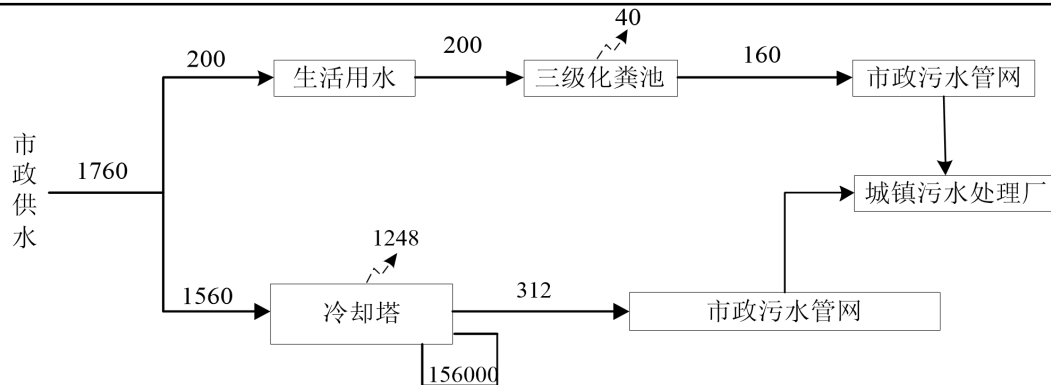 40
200
200
160
生活用水
三级化粪池
市政污水管网
市政供水
1760
城镇污水处理厂
1248
1560
312
冷却塔
市政污水管网
156000